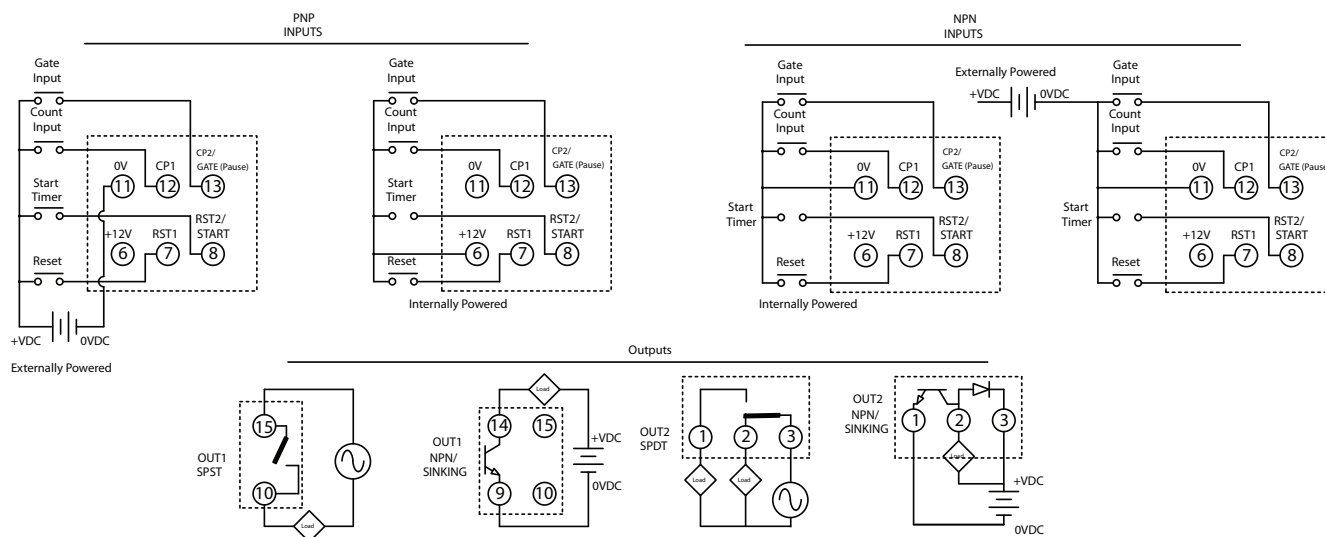 PNP
INPUTS
NPN
INPUTS
Gate
Input
Count
Input
0V
CP1
CP2/
GATE (Pause)
11
12
13
Start
Timer
+12V
RST1
RST2/
START
6
7
8
Reset
+VDC
0VDC
Externally Powered
Gate
Input
Count
Input
0V
CP1
CP2/
GATE (Pause)
11
12
13
Start
Timer
+12V
RST1
RST2/
START
6
7
8
Reset
Internally Powered
Gate
Input
Count
Input
0V
CP1
CP2/
GATE (Pause)
11
12
13
Start
Timer
+12V
RST1
RST2/
START
6
7
8
Reset
Internally Powered
Externally Powered
+VDC
0VDC
Gate
Input
Count
Input
0V
CP1
CP2/
GATE (Pause)
11
12
13
Start
Timer
+12V
RST1
RST2/
START
6
7
8
Reset
Outputs
OUT1
SPST
15
10
Load
OUT1
NPN/
SINKING
Load
14
15
9
10
+VDC
0VDC
OUT2
SPDT
1
2
3
Load
Load
OUT2
NPN/
SINKING
1
2
3
Load
+VDC
0VDC